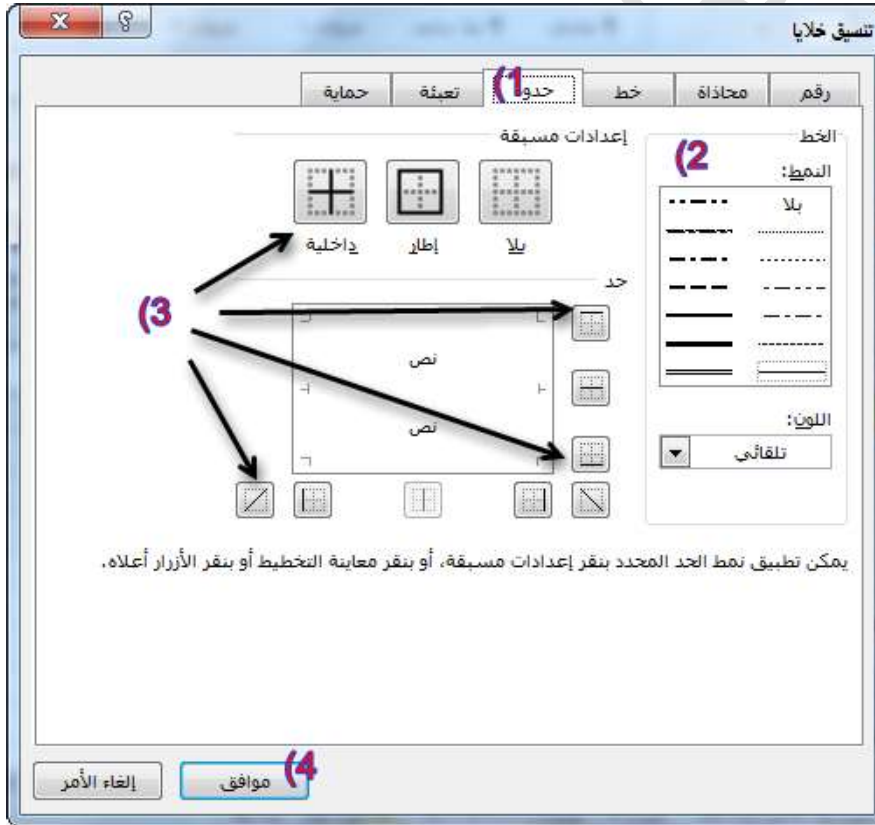 تنسيق خلايا
رقم
محاذاة
خط
حدود
تعبئة
حماية
(1
الخط
(2
النمط:
بلا
اللون:
تلقائي
إعدادات مسبقة
بلا
إطار
داخلية
حد
(3
نص
نص
يمكن تطبيق نمط الحد المحدد بنقر إعدادات مسبقة، أو بنقر معاينة التخطيط أو بنقر الأزرار أعلاه.
(4
موافق
إلغاء الأمر